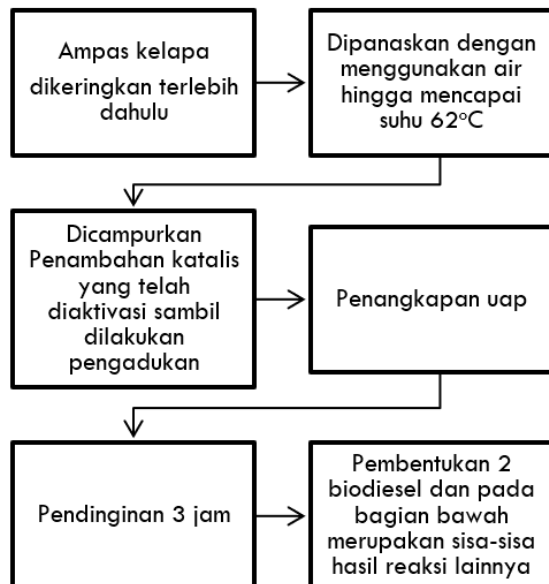 Ampas kelapa
dikeringkan terlebih
dahulu
Dipanaskan dengan
menggunakan air
hingga mencapai
suhu 62°C
Dicampurkan
Penambahan katalis
yang telah
diaktivasi sambil
dilakukan
pengadukan
Penangkapan uap
Pendinginan 3 jam
Pembentukan 2
biodiesel dan pada
bagian bawah
merupakan sisa-sisa
hasil reaksi lainnya